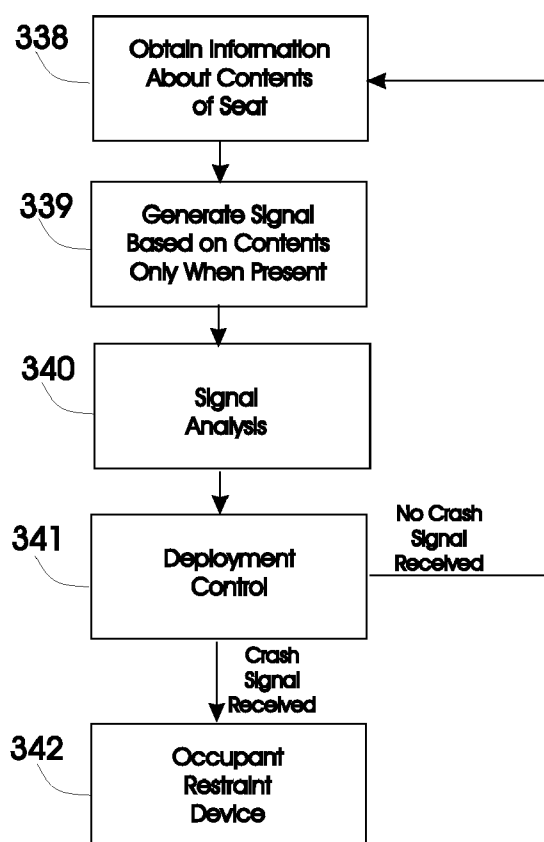 338
Obtain Information
About Contents
of Seat
339
Generate Signal
Based on Contents
Only When Present
340
Signal
Analysis
341
Deployment
Control
No Crash
Signal
Received
Crash
Signal
Received
342
Occupant
Restraint
Device